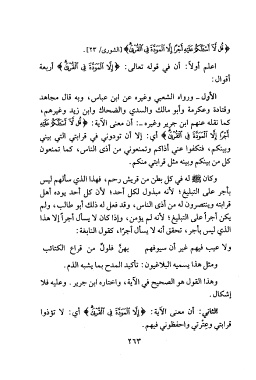 ﴿قُل لَّا أَسْـَٔلُكُمْ عَلَيْهِ أَجْرًا إِلَّا ٱلْمَوَدَّةَ فِى ٱلْقُرْبَىٰ﴾ [الشورى/ ٢٣].
اعلم أولاً: أن في قوله تعالى: ﴿إِلَّا ٱلْمَوَدَّةَ فِى ٱلْقُرْبَىٰ﴾ أربعة
أقوال:
الأول ـ ورواه الشعبي وغيره عن ابن عباس، وبه قال مجاهد
وقتادة وعكرمة وأبو مالك والسدي والضحاك وابن زيد وغيرهم،
كما نقله عنهم ابن جرير وغيره ـ: أن معنى الآية: ﴿قُل لَّا أَسْـَٔلُكُمْ عَلَيْهِ
أَجْرًا إِلَّا ٱلْمَوَدَّةَ فِى ٱلْقُرْبَىٰ﴾ أي: إلا أن تودوني في قرابتي التي بيني
وبينكم، فتكفوا عني أذاكم وتمنعوني من أذى الناس، كما تمنعون
كل من بينكم وبينه مثل قرابتي منكم.
وكان ﷺ له في كل بطن من قريش رحم، فهذا الذي سألهم ليس
بأجر على التبليغ؛ لأنه مبذول لكل أحد؛ لأن كل أحد يوده أهل
قرابته وينتصرون له من أذى الناس، وقد فعل له ذلك أبو طالب، ولم
يكن أجراً على التبليغ؛ لأنه لم يؤمن، وإذا كان لا يسأل أجراً إلا هذا
الذي ليس بأجر، تحقق أنه لا يسأل أجرًا، كقول النابغة:
ولا عيب فيهم غير أن سيوفهم بهنَّ فلول من قراع الكتائب
ومثل هذا يسميه البلاغيون: تأكيد المدح بما يشبه الذم.
وهذا القول هو الصحيح في الآية، واختاره ابن جرير. وعليه فلا
إشكال.
الثاني: أن معنى الآية: ﴿إِلَّا ٱلْمَوَدَّةَ فِى ٱلْقُرْبَىٰ﴾ أي: لا تؤذوا
قرابتي وعِتْرتي واحفظوني فيهم.
٢٦٣